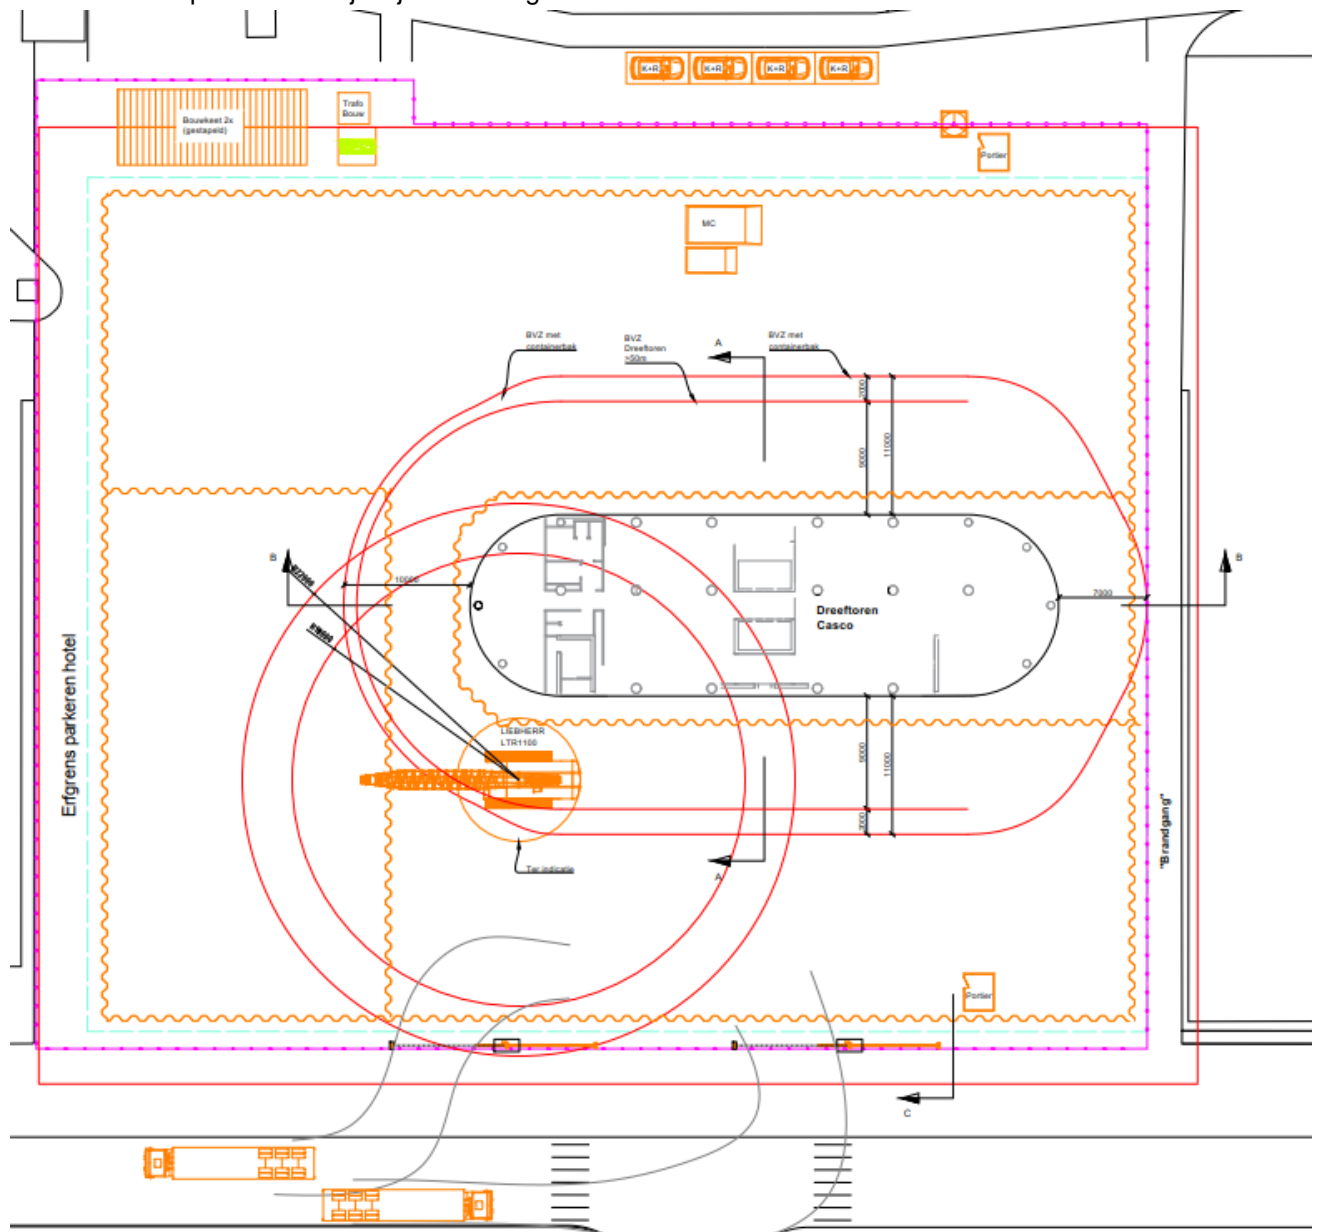 K+R
K+R
K+R
K+R
Trafo
Bouw
Bouwkeet 2x
(gestapeld)
Portier
MC
BVZ met
containerbak
BVZ
Dreeftoren
>50m
A
BVZ met
containerbak
2000
9000
11000
B
B
10000
7000
Dreeftoren
Casco
Erfgrens parkeren hotel
LIEBHERR
LTR1100
9000
11000
2000
"Brandgang"
A
Ter indicatie
Portier
C